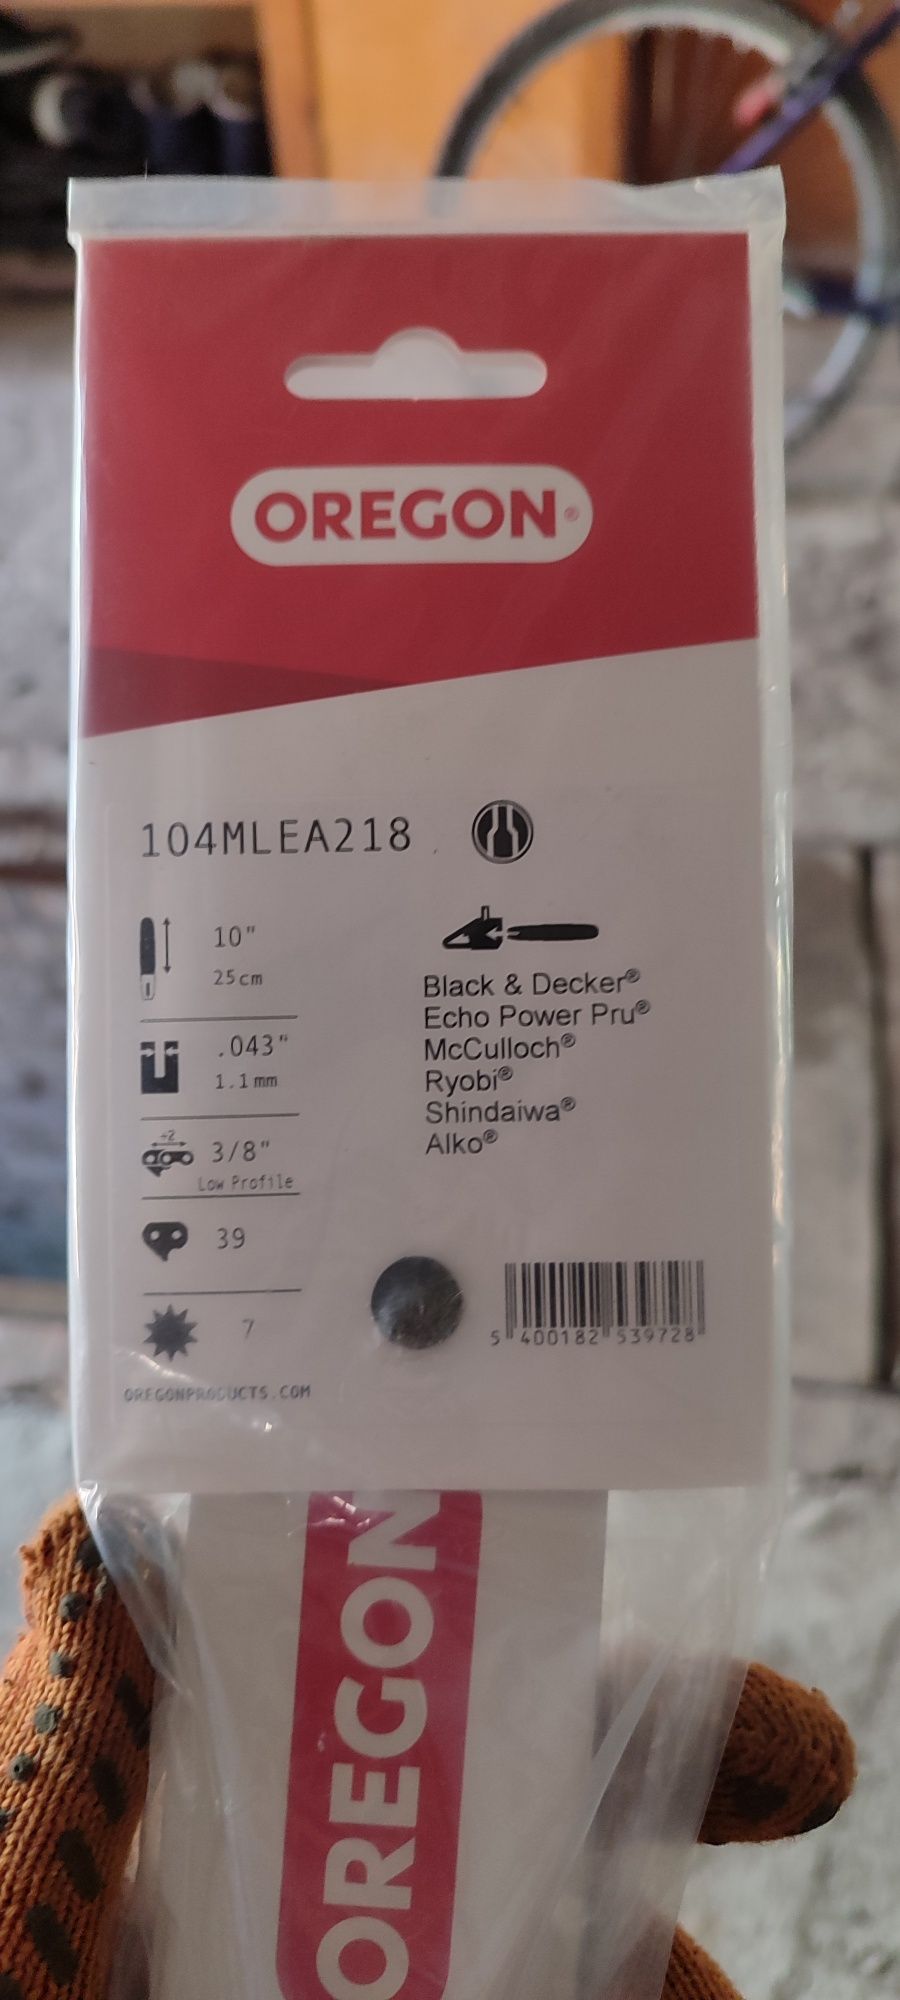 OREGON®
104MLEA218
10"
25cm
.043"
1.1mm
÷2
3/8"
Low Profile
39
7
OREGONPRODUCTS.COM
Black & Decker®
Echo Power Pru®
McCulloch®
Ryobi®
Shindaiwa®
Alko®
5 400182 539728
OREGON